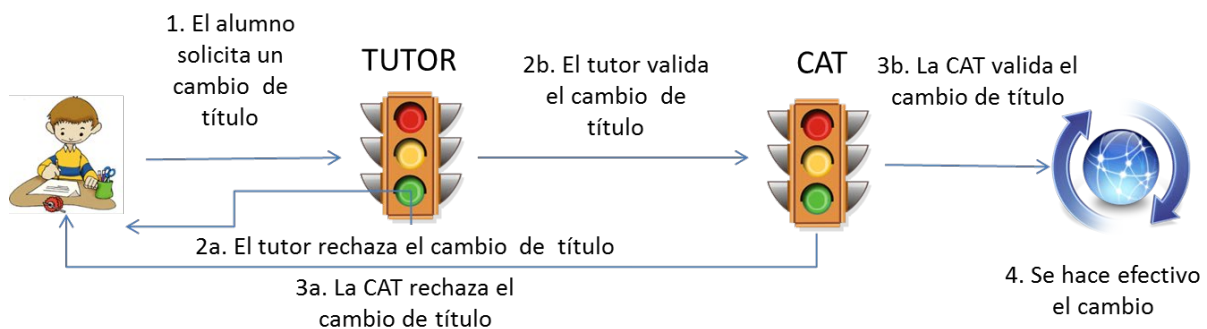 1. El alumno
solicita un
cambio de
título
TUTOR
2b. El tutor valida
el cambio de
título
CAT
3b. La CAT valida el
cambio de título
2a. El tutor rechaza el cambio de título
3a. La CAT rechaza el
cambio de título
4. Se hace efectivo
el cambio